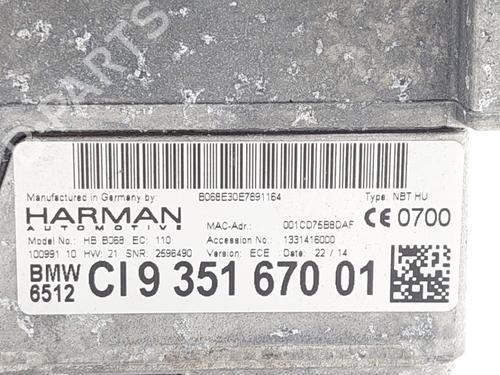 B-PARTS
Manufactured in Germany by:
B068E30E7891164
Type: NBT HU
HARMAN
AUTOMOTIVE
MAC-Adr.: 001CD75B8DAF
CE 0700
Model No.: HB B068 EC: 110
Accession No.: 1331416000
100991 10 HW: 21 SNR: 2596490
Version: ECE Date: 22 / 14
BMW
6512
CI 9 351 670 01